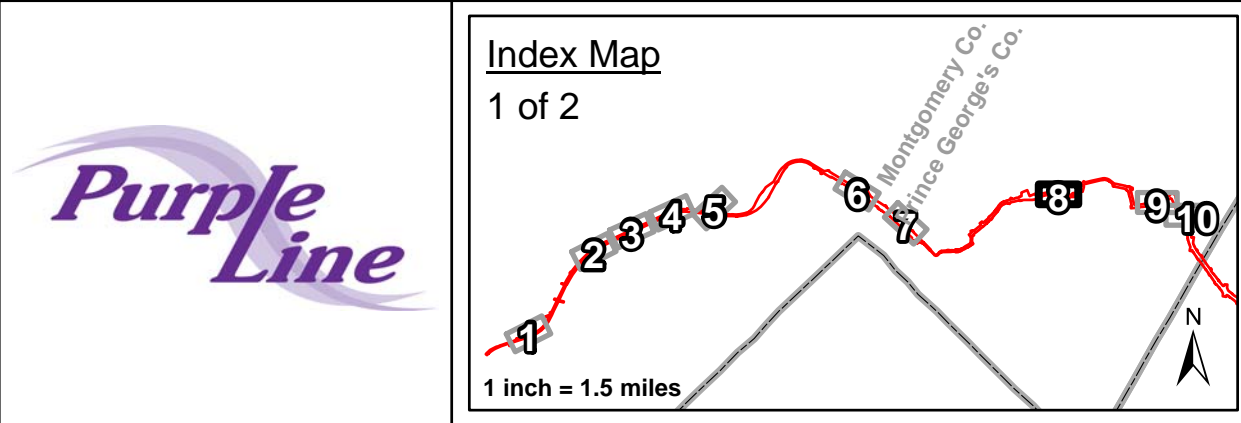 Purple
Line
Index Map
1 of 2
Montgomery Co.
rince George's Co.
1
2
3
4
5
6
7
8
9
10
N
1 inch = 1.5 miles